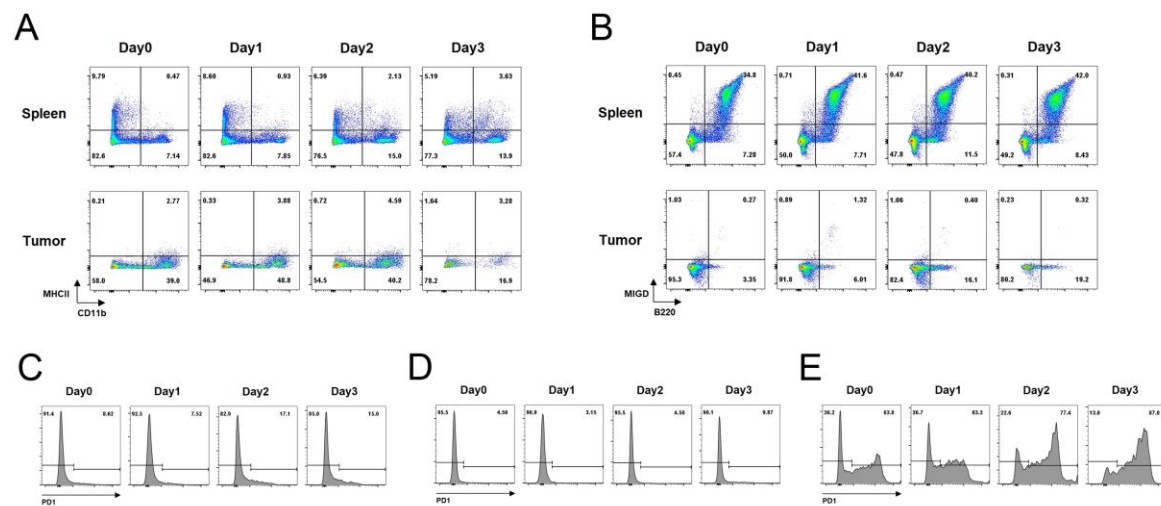 A
B
Day0 Day1 Day2 Day3
Day0 Day1 Day2 Day3
Spleen
9.79 0.47 8.60 0.93 6.39 2.13 5.19 3.63
82.6 7.14 82.6 7.85 76.5 15.0 77.3 13.9
Spleen
0.45 34.8 0.71 41.6 0.47 40.2 0.31 42.0
57.4 7.28 50.0 7.71 47.8 11.5 49.2 8.43
Tumor
0.21 2.77 0.33 3.88 0.72 4.59 1.64 3.28
58.0 39.0 46.9 48.8 54.5 40.2 78.2 16.9
MHCII
CD11b
Tumor
1.03 0.27 0.89 1.32 1.06 0.40 0.23 0.32
95.3 3.35 91.8 6.01 82.4 16.1 80.2 19.2
MIGD
B220
C
Day0 Day1 Day2 Day3
91.4 8.62 92.5 7.52 82.9 17.1 85.0 15.0
PD1
D
Day0 Day1 Day2 Day3
95.5 4.58 3.15 95.5 4.58 90.1 9.87
PD1
E
Day0 Day1 Day2 Day3
36.2 63.8 36.7 63.3 22.6 77.4 13.0 87.0
PD1